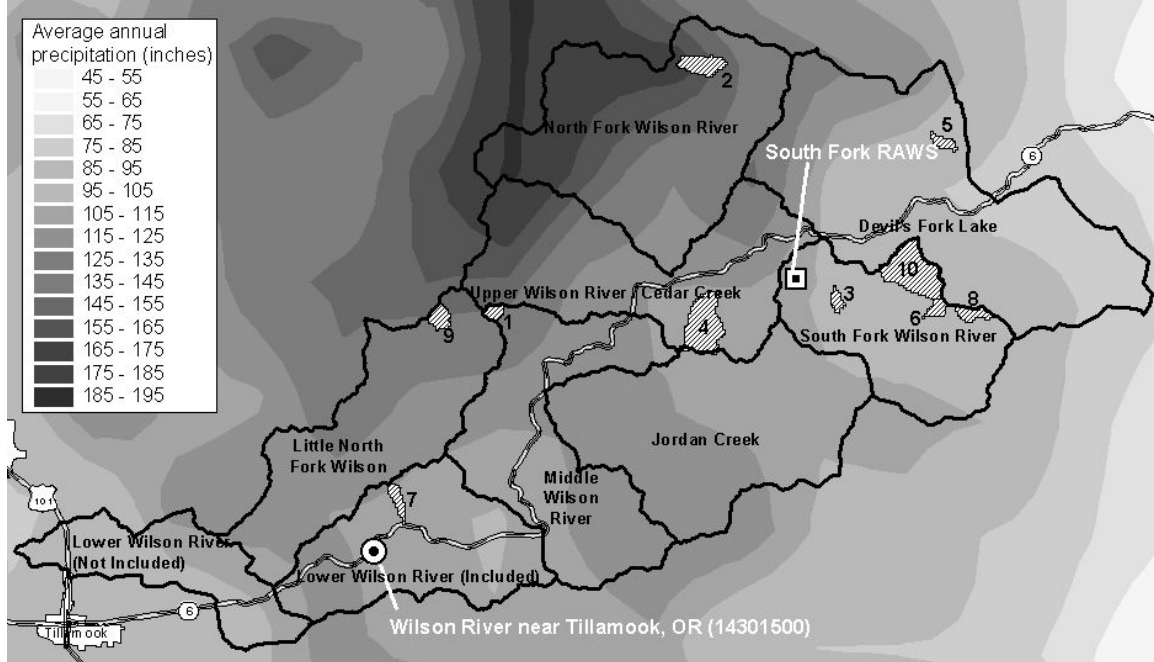 Average annual
precipitation (inches)
45 - 55
55 - 65
65 - 75
75 - 85
85 - 95
95 - 105
105 - 115
115 - 125
125 - 135
135 - 145
145 - 155
155 - 165
165 - 175
175 - 185
185 - 195
2
North Fork Wilson River
5
South Fork RAWS
6
Devil's Fork Lake
10
Upper Wilson River / Cedar Creek
9
1
4
3
6
8
South Fork Wilson River
Little North
Fork Wilson
Jordan Creek
Middle
Wilson
River
7
101
Lower Wilson River
(Not Included)
Lower Wilson River (Included)
6
Tillamook
Wilson River near Tillamook, OR (14301500)